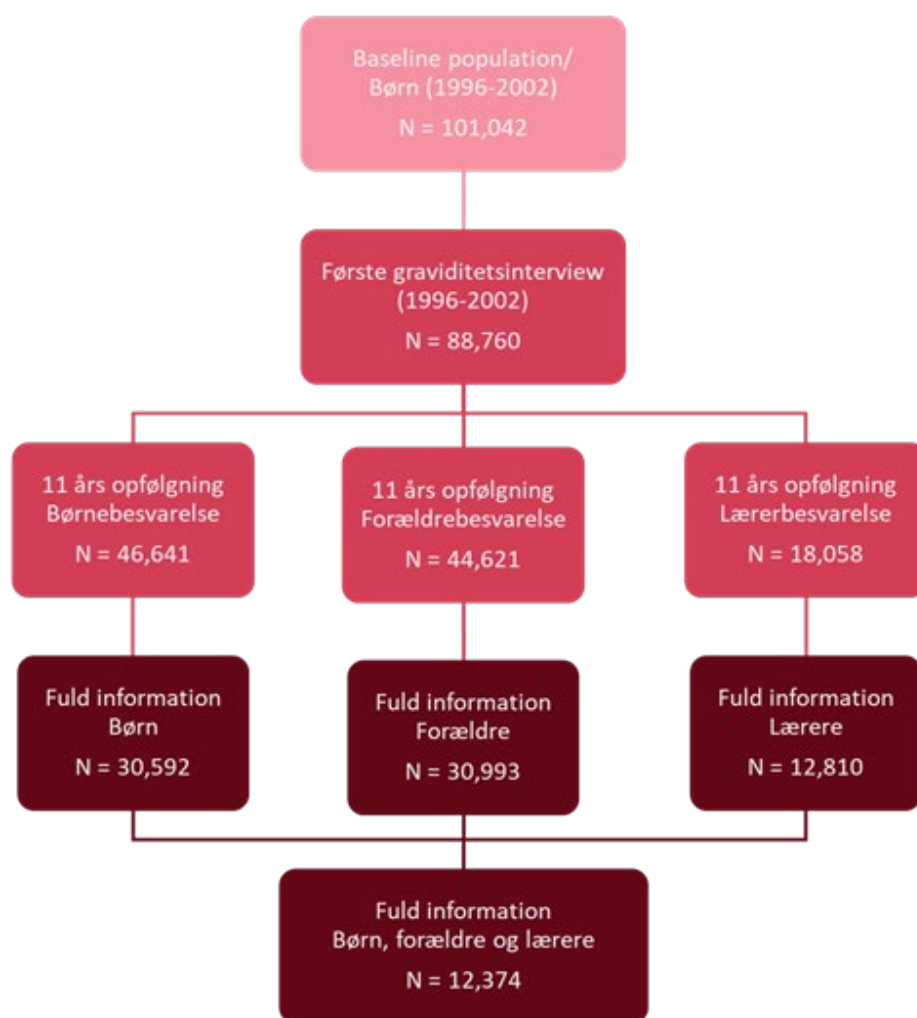 Baseline population/
Børn (1996-2002)
N = 101,042
Første graviditetsinterview
(1996-2002)
N = 88,760
11 års opfølgning
Børnebesvarelse
N = 46,641
11 års opfølgning
Forældrebesvarelse
N = 44,621
11 års opfølgning
Lærerbesvarelse
N = 18,058
Fuld information
Børn
N = 30,592
Fuld information
Forældre
N = 30,993
Fuld information
Lærere
N = 12,810
Fuld information
Børn, forældre og lærere
N = 12,374